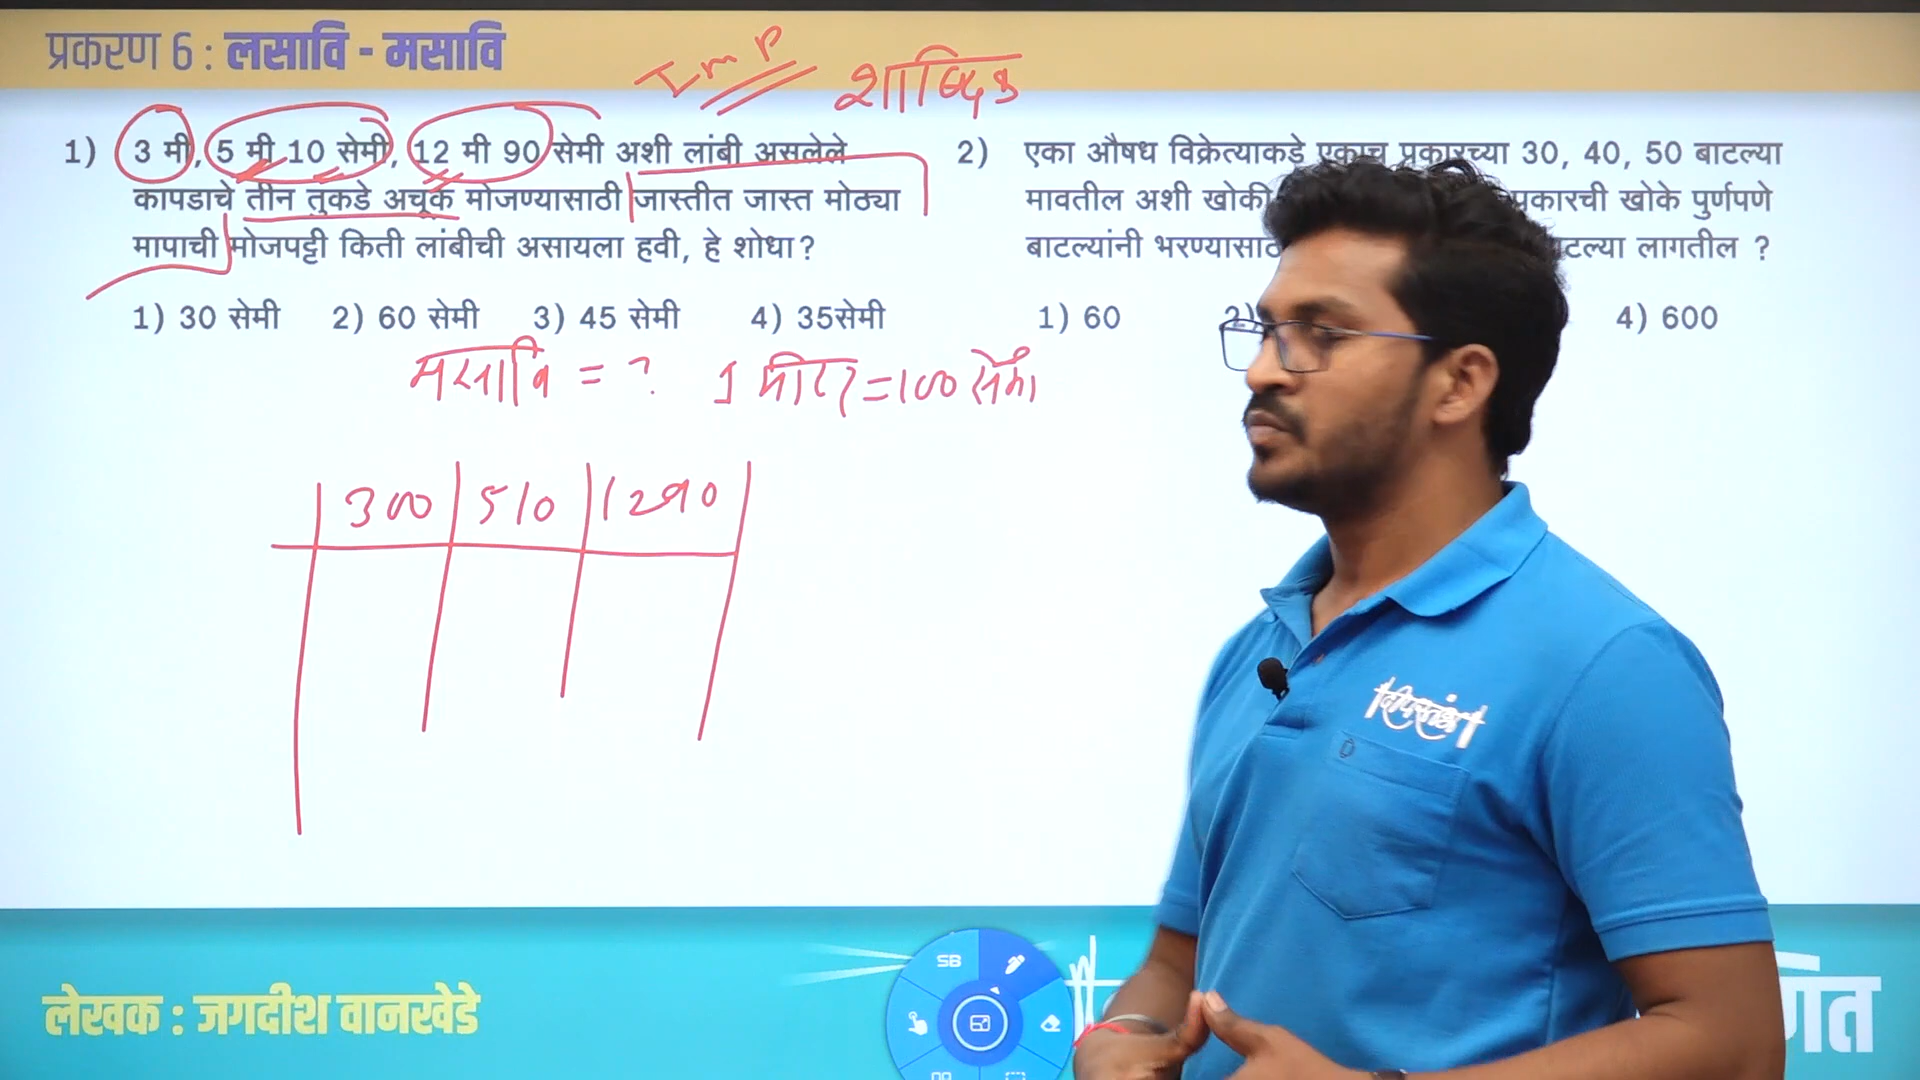 प्रकरण 6 : लसावि - मसावि
Imp शाब्दिक
1) 3 मी, 5 मी 10 सेमी, 12 मी 90 सेमी अशी लांबी असलेले
कापडाचे तीन तुकडे अचूक मोजण्यासाठी जास्तीत जास्त मोठ्या
मापाची मोजपट्टी किती लांबीची असायला हवी, हे शोधा?
1) 30 सेमी 2) 60 सेमी 3) 45 सेमी 4) 35सेमी
मसावि = ? 1 मीटर = 100 सेमी
300 510 1290
2) एका औषध विक्रेत्याकडे एकाच प्रकारच्या 30, 40, 50 बाटल्या
मावतील अशी खोकी प्रकारची खोके पुर्णपणे
बाटल्यांनी भरण्यासाठी टल्या लागतील ?
1) 60 2) 4) 600
दीपस्तंभ
SB
लेखक : जगदीश वानखेडे